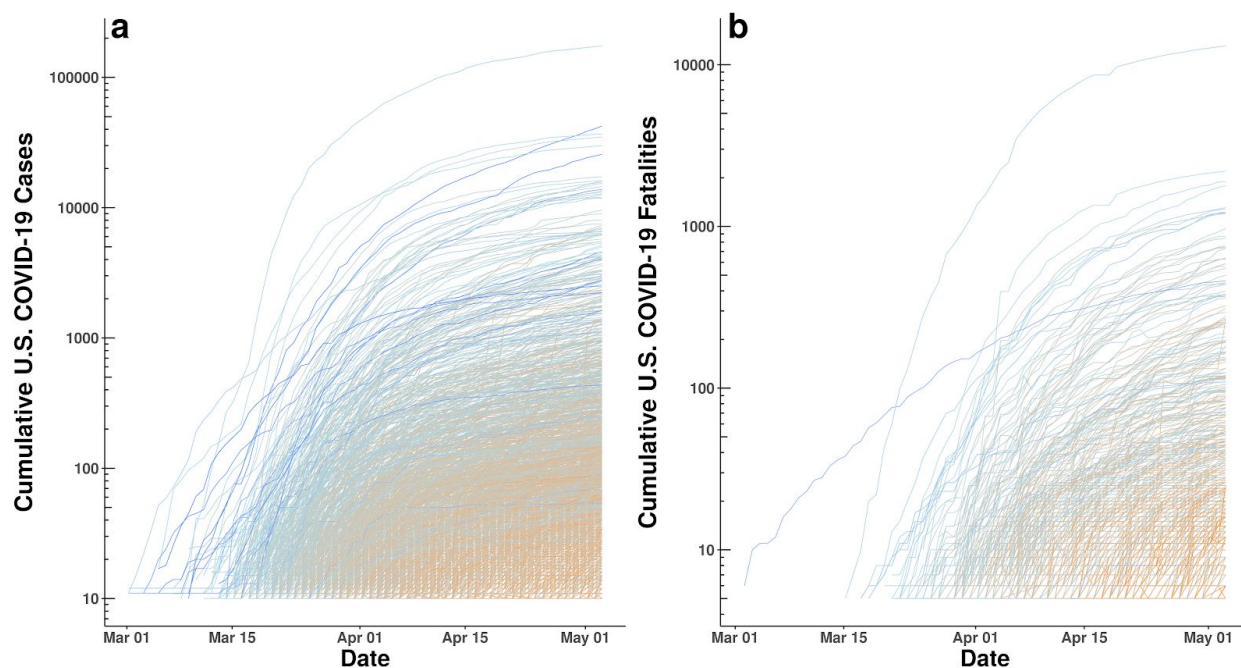 a
Cumulative U.S. COVID-19 Cases
100000
10000
1000
100
10
Mar 01 Mar 15 Apr 01 Apr 15 May 01
Date
b
Cumulative U.S. COVID-19 Fatalities
10000
1000
100
10
Mar 01 Mar 15 Apr 01 Apr 15 May 01
Date